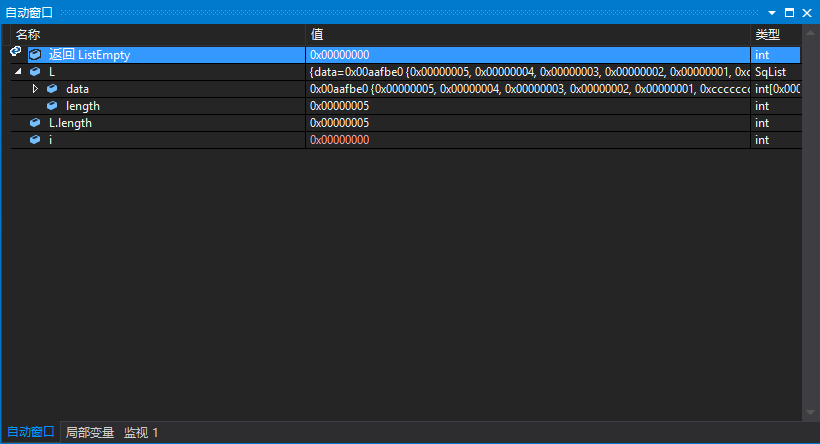 自动窗口
名称 值 类型
返回 ListEmpty 0x00000000 int
L {data=0x00aafbe0 {0x00000005, 0x00000004, 0x00000003, 0x00000002, 0x00000001, 0xc SqList
data 0x00aafbe0 {0x00000005, 0x00000004, 0x00000003, 0x00000002, 0x00000001, 0xcccccccc int[0x000
length 0x00000005 int
L.length 0x00000005 int
i 0x00000000 int
自动窗口 局部变量 监视 1